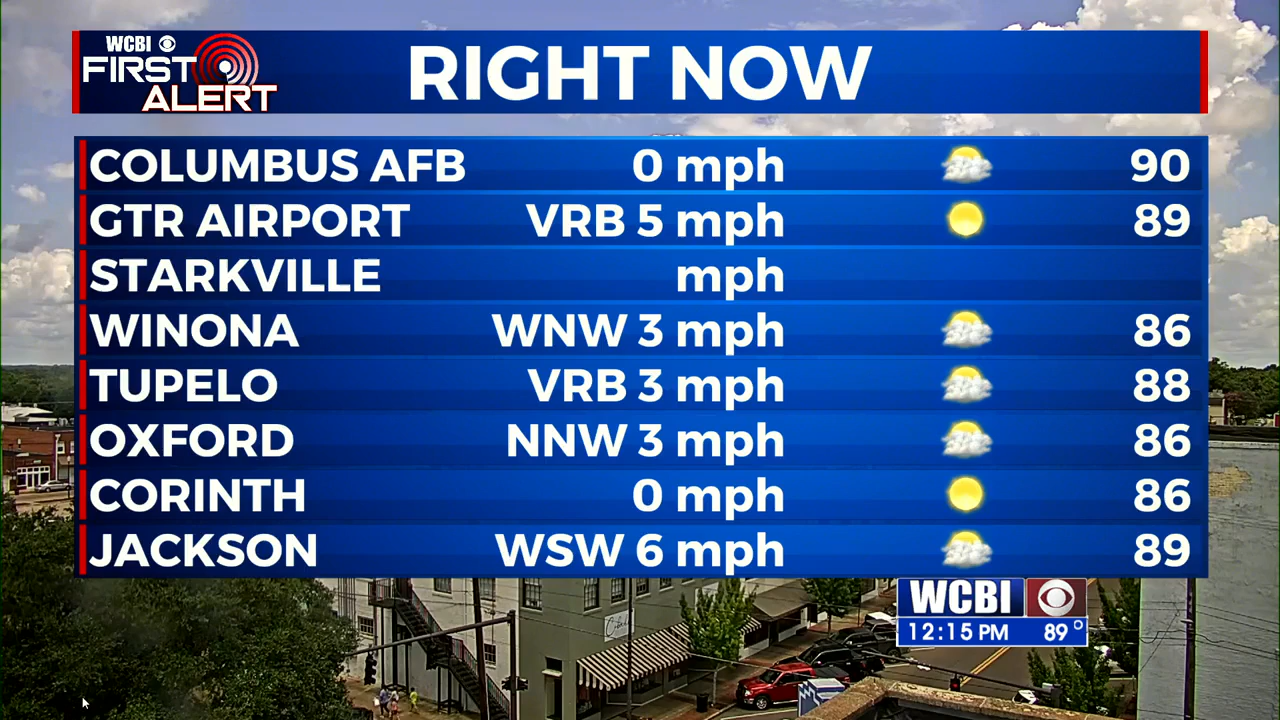 WCBI
FIRST
ALERT
RIGHT NOW
COLUMBUS AFB 0 mph 90
GTR AIRPORT VRB 5 mph 89
STARKVILLE mph
WINONA WNW 3 mph 86
TUPELO VRB 3 mph 88
OXFORD NNW 3 mph 86
CORINTH 0 mph 86
JACKSON WSW 6 mph 89
WCBI
12:15 PM 89°